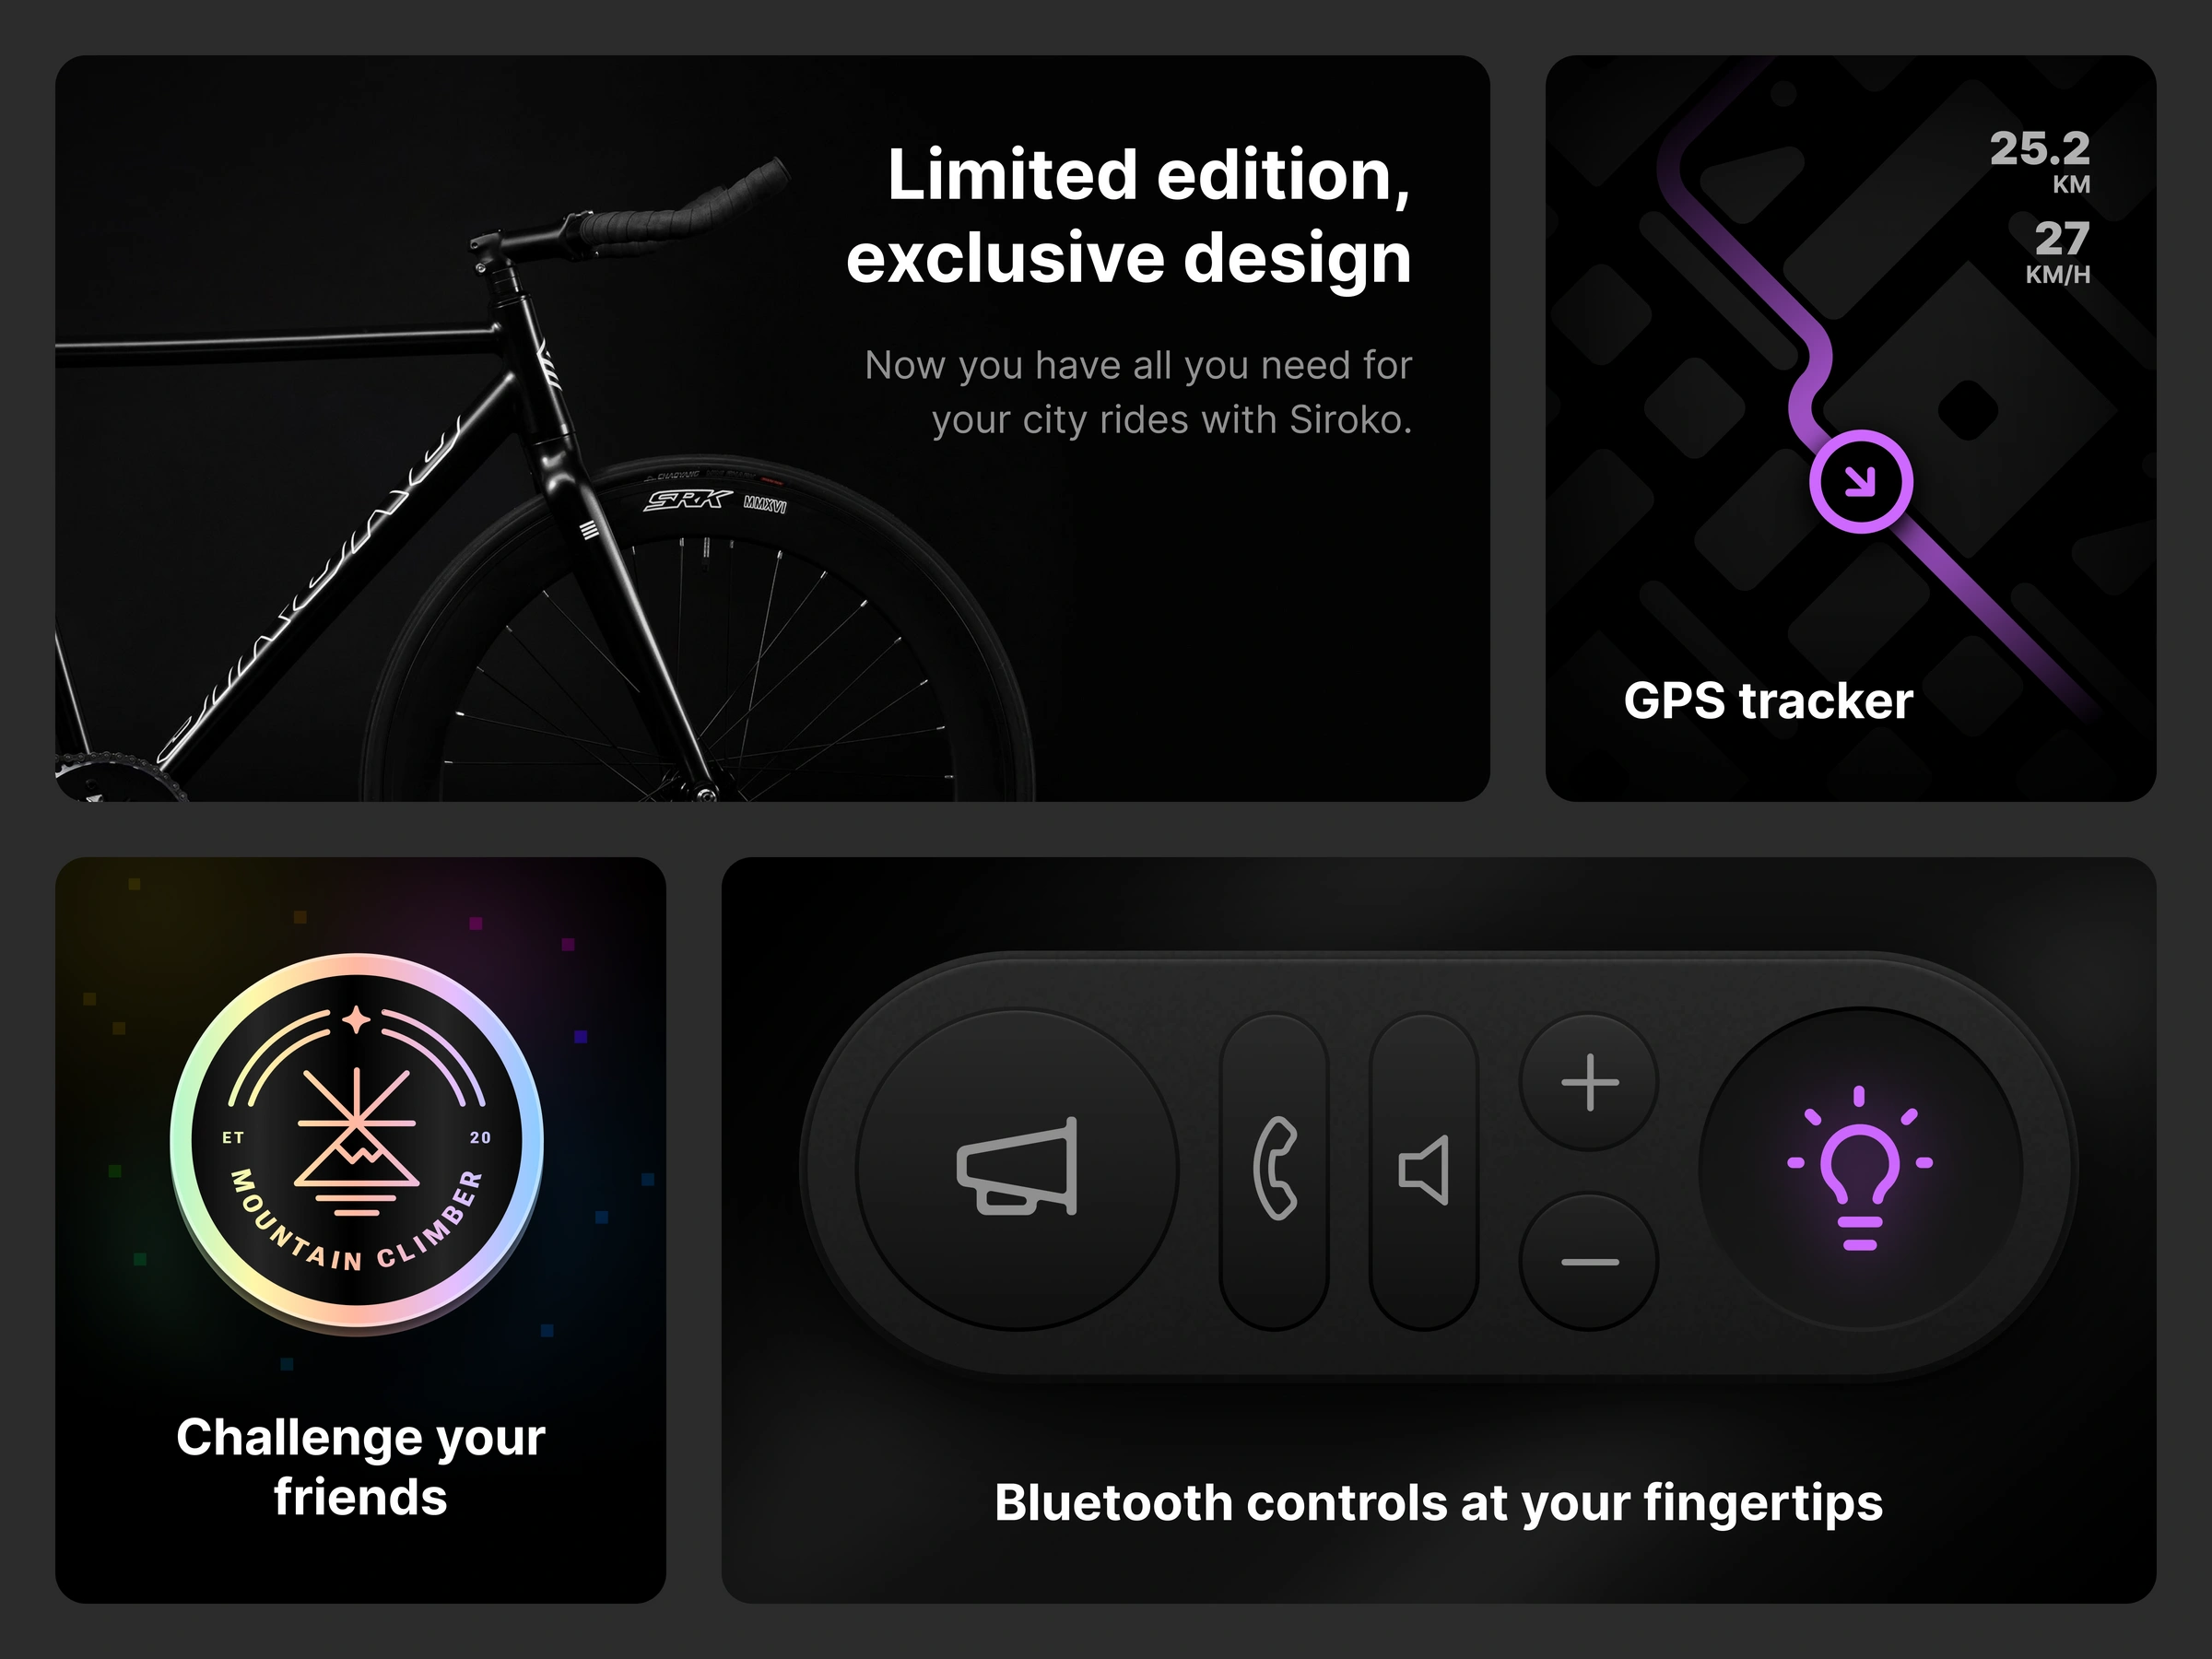 Limited edition,
exclusive design
Now you have all you need for
your city rides with Siroko.
SRK MMXVI
25.2
KM
27
KM/H
GPS tracker
ET
20
MOUNTAIN CLIMBER
Challenge your
friends
Bluetooth controls at your fingertips